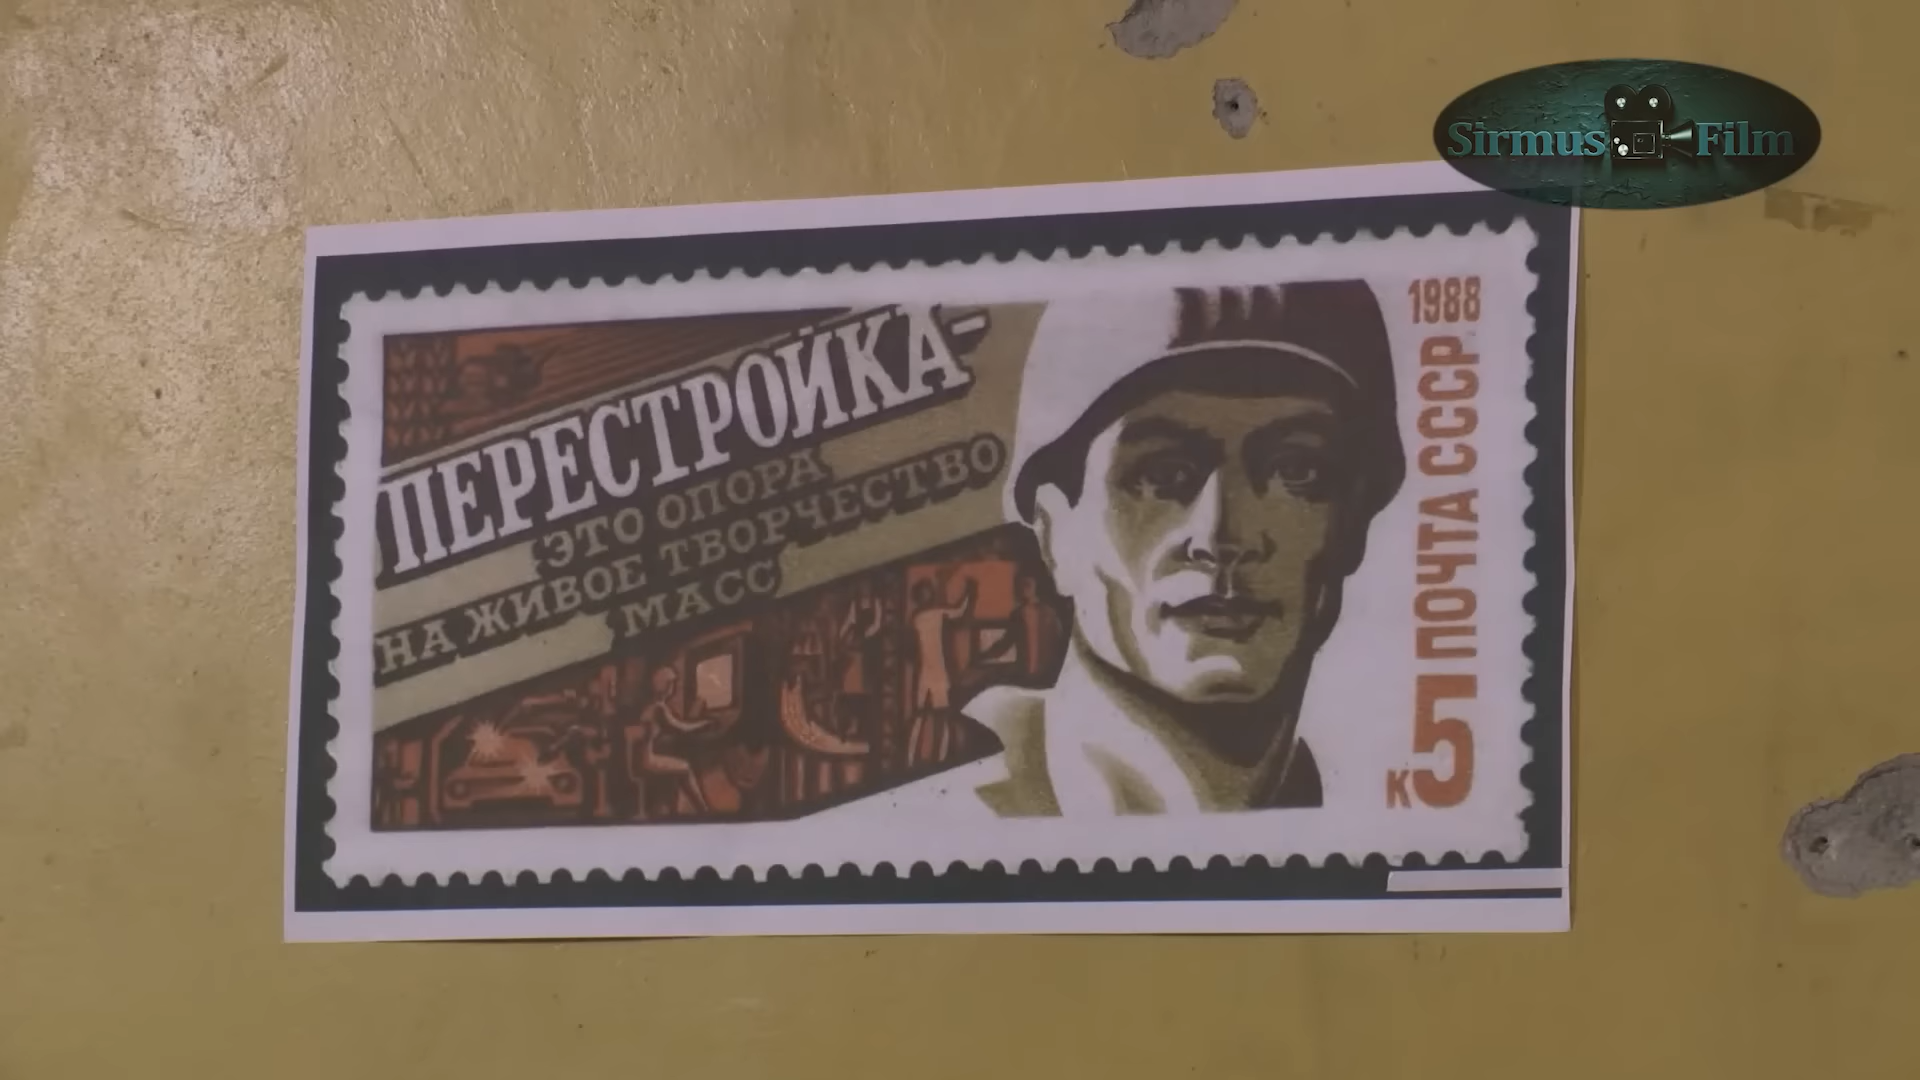 Sirmus Film
ПЕРЕСТРОЙКА-
ЭТО ОПОРА
НА ЖИВОЕ ТВОРЧЕСТВО
МАСС
1988
ПОЧТА СССР
К5